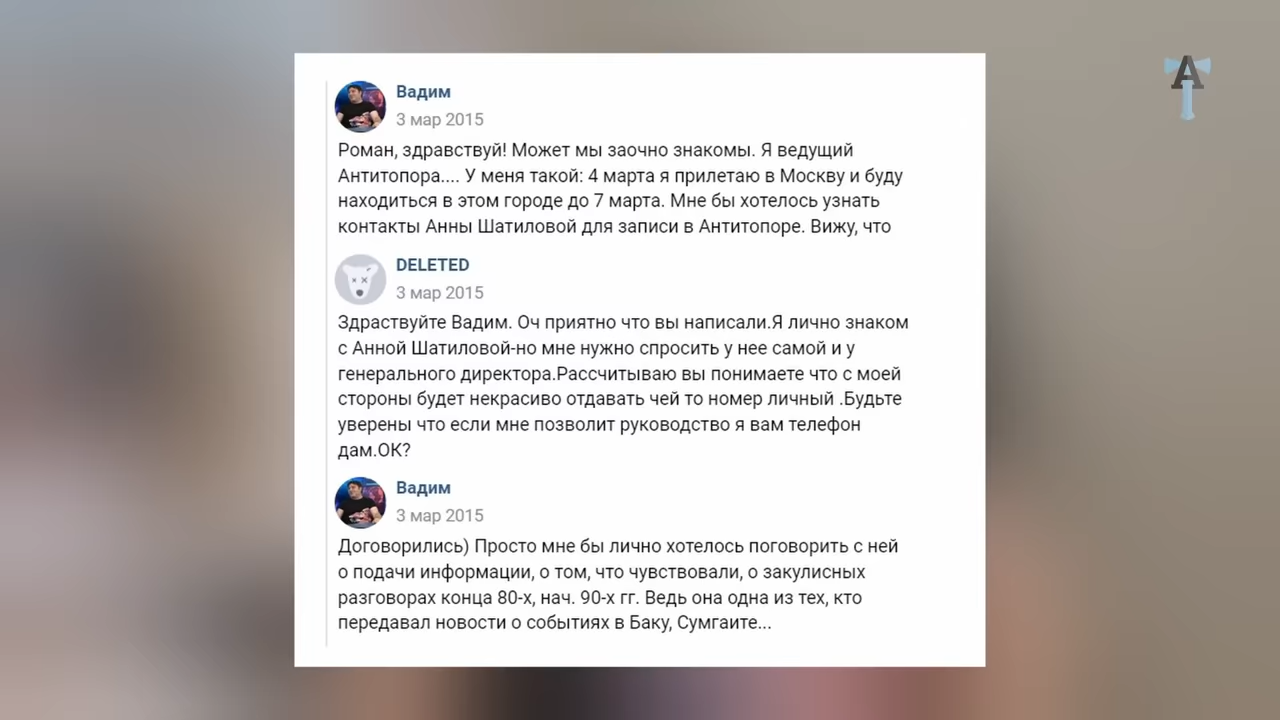 А
Вадим
3 мар 2015
Роман, здравствуй! Может мы заочно знакомы. Я ведущий
Антитопора.... У меня такой: 4 марта я прилетаю в Москву и буду
находиться в этом городе до 7 марта. Мне бы хотелось узнать
контакты Анны Шатиловой для записи в Антитопоре. Вижу, что
DELETED
3 мар 2015
Здраствуйте Вадим. Оч приятно что вы написали.Я лично знаком
с Анной Шатиловой-но мне нужно спросить у нее самой и у
генерального директора.Рассчитываю вы понимаете что с моей
стороны будет некрасиво отдавать чей то номер личный .Будьте
уверены что если мне позволит руководство я вам телефон
дам.ОК?
Вадим
3 мар 2015
Договорились) Просто мне бы лично хотелось поговорить с ней
о подачи информации, о том, что чувствовали, о закулисных
разговорах конца 80-х, нач. 90-х гг. Ведь она одна из тех, кто
передавал новости о событиях в Баку, Сумгаите...